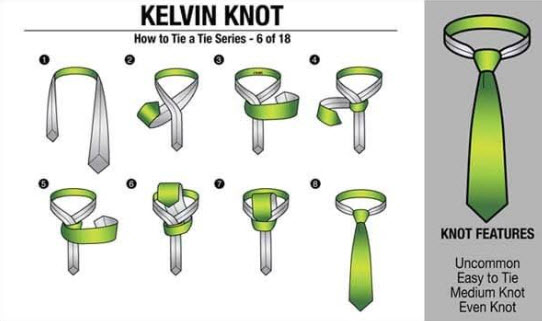 KELVIN KNOT
How to Tie a Tie Series - 6 of 18
1
2
3
4
5
6
7
8
KNOT FEATURES
Uncommon
Easy to Tie
Medium Knot
Even Knot